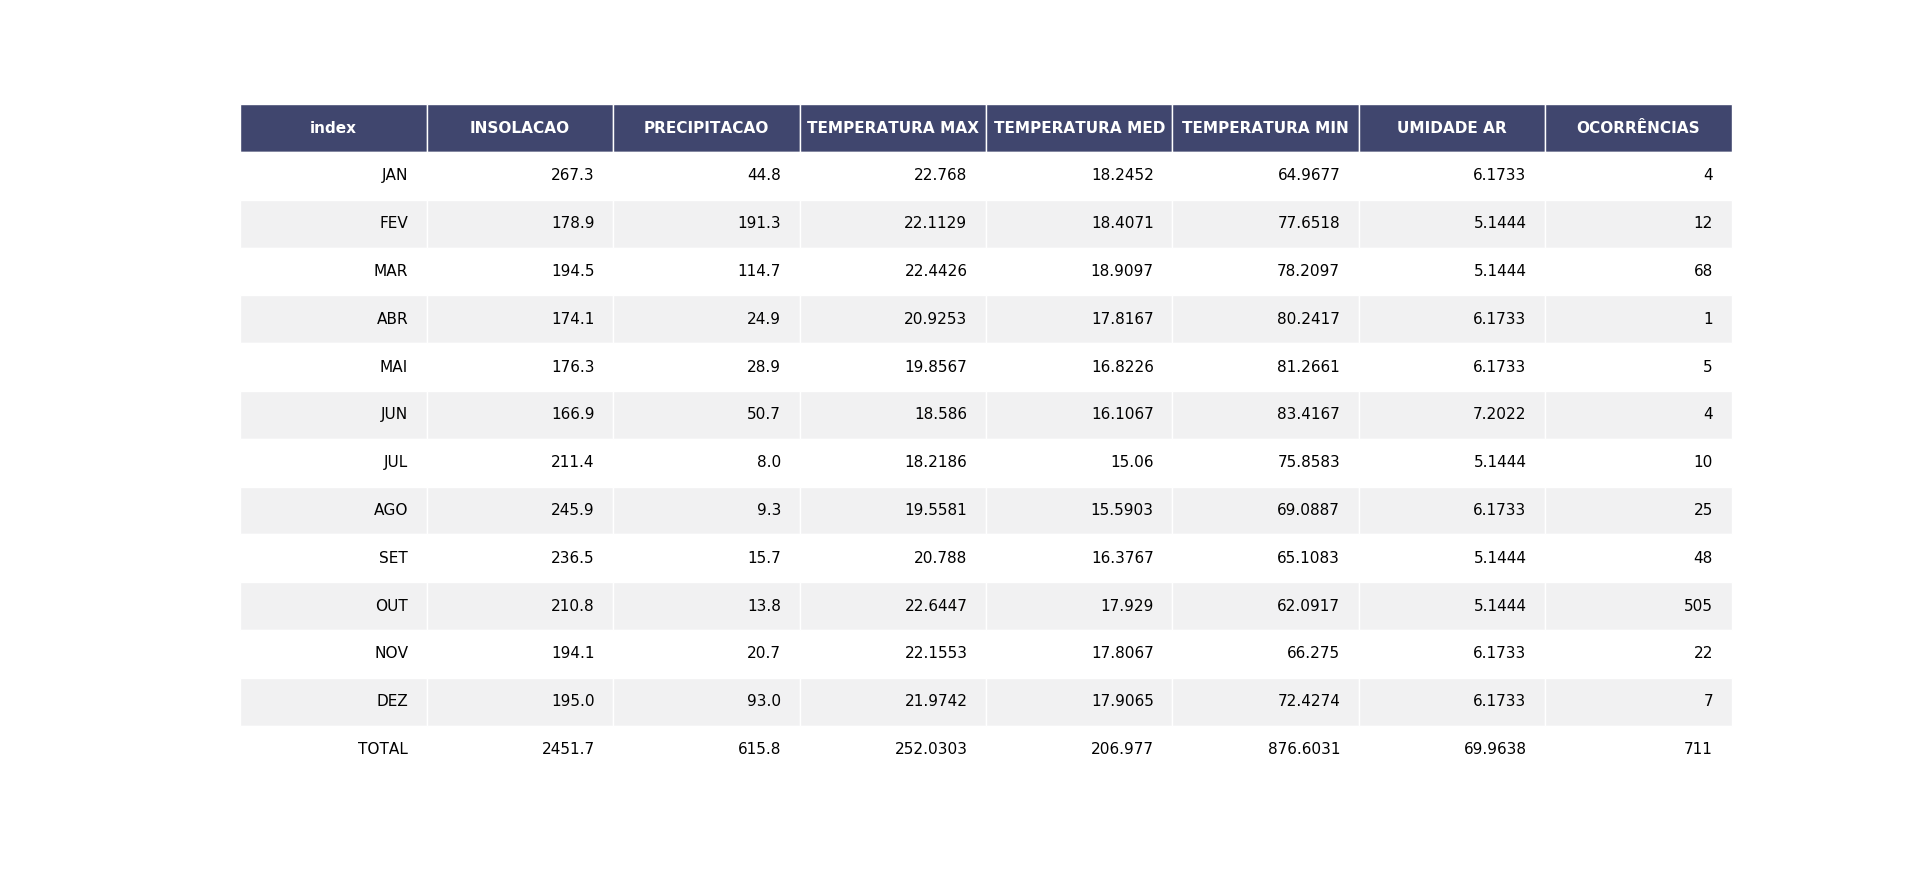 index INSOLACAO PRECIPITACAO TEMPERATURA MAX TEMPERATURA MED TEMPERATURA MIN UMIDADE AR OCORRÊNCIAS
JAN 267.3 44.8 22.768 18.2452 64.9677 6.1733 4
FEV 178.9 191.3 22.1129 18.4071 77.6518 5.1444 12
MAR 194.5 114.7 22.4426 18.9097 78.2097 5.1444 68
ABR 174.1 24.9 20.9253 17.8167 80.2417 6.1733 1
MAI 176.3 28.9 19.8567 16.8226 81.2661 6.1733 5
JUN 166.9 50.7 18.586 16.1067 83.4167 7.2022 4
JUL 211.4 8.0 18.2186 15.06 75.8583 5.1444 10
AGO 245.9 9.3 19.5581 15.5903 69.0887 6.1733 25
SET 236.5 15.7 20.788 16.3767 65.1083 5.1444 48
OUT 210.8 13.8 22.6447 17.929 62.0917 5.1444 505
NOV 194.1 20.7 22.1553 17.8067 66.275 6.1733 22
DEZ 195.0 93.0 21.9742 17.9065 72.4274 6.1733 7
TOTAL 2451.7 615.8 252.0303 206.977 876.6031 69.9638 711